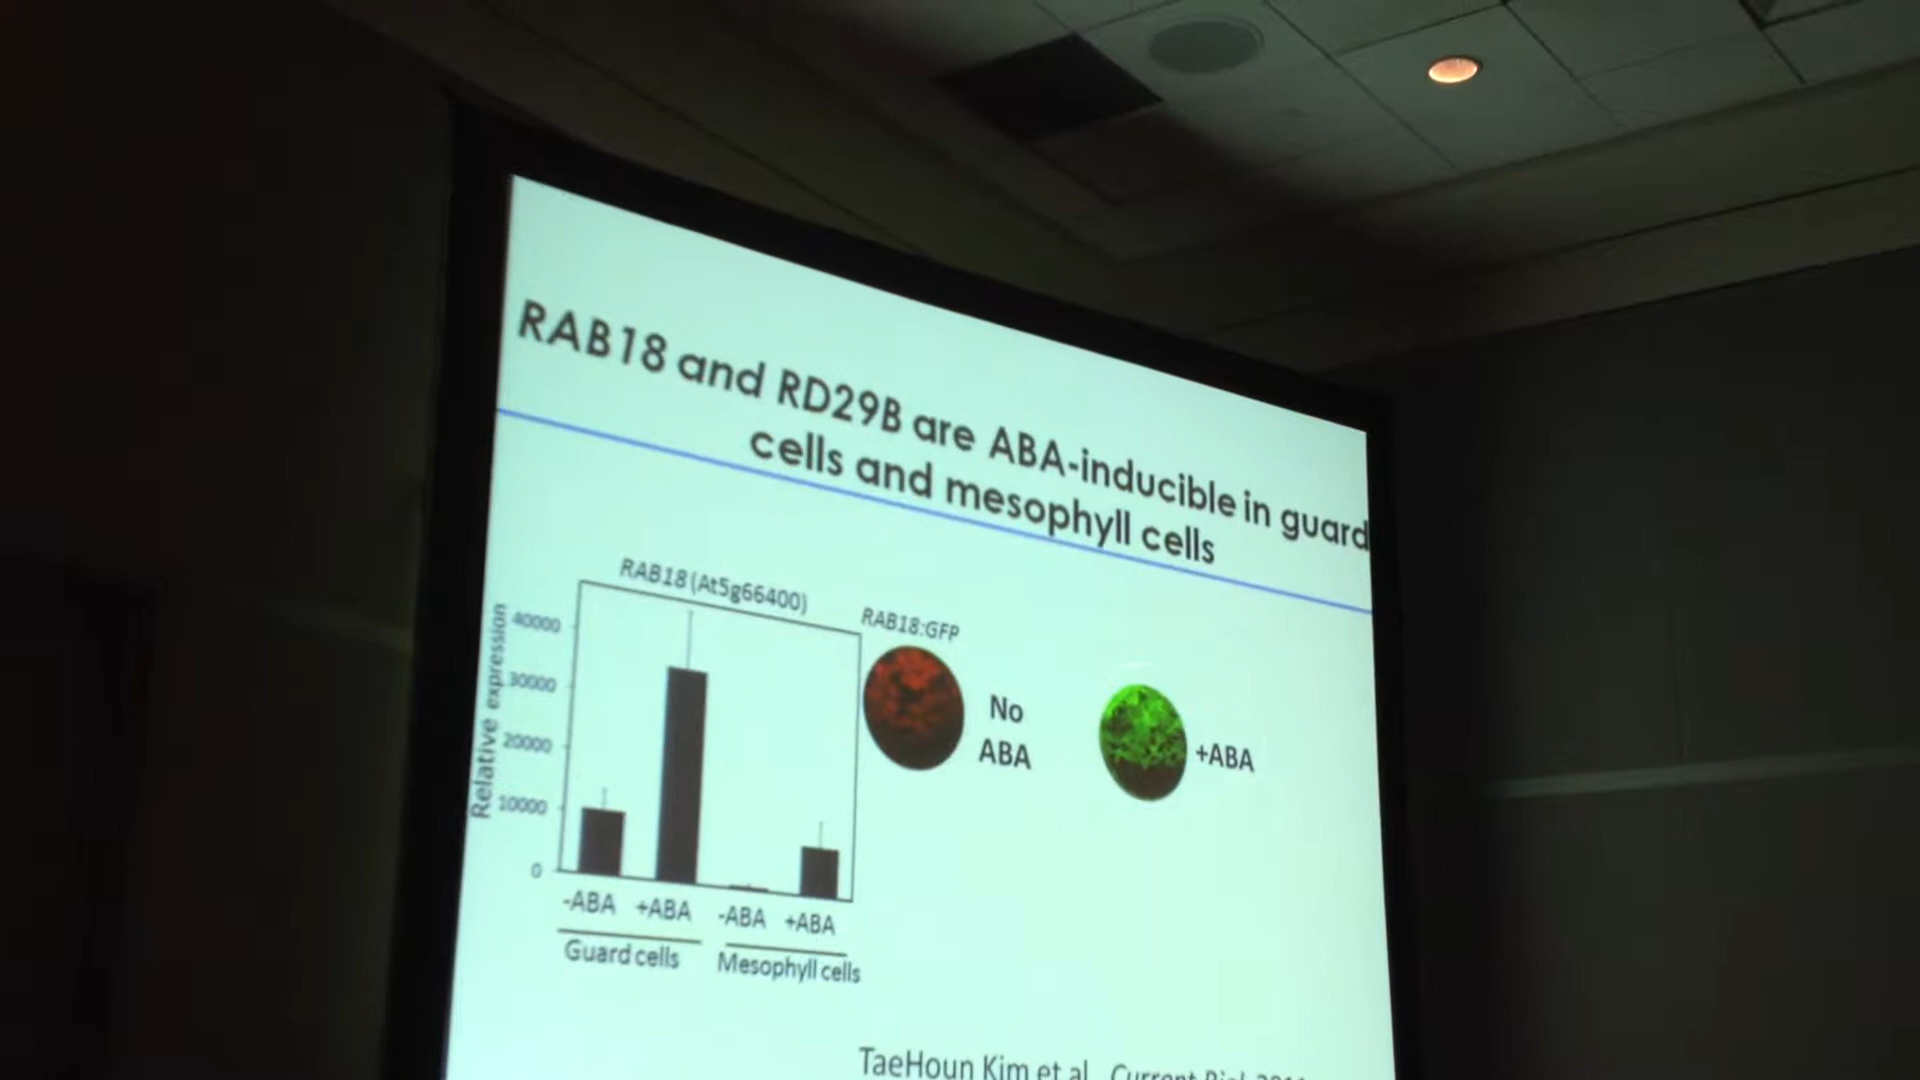 RAB18 and RD29B are ABA-inducible in guard
cells and mesophyll cells
RAB18 (At5g66400)
Relative expression
40000
30000
20000
10000
0
-ABA +ABA -ABA +ABA
Guard cells Mesophyll cells
RAB18:GFP
No
ABA
+ABA
TaeHoun Kim et al., Current Biol.